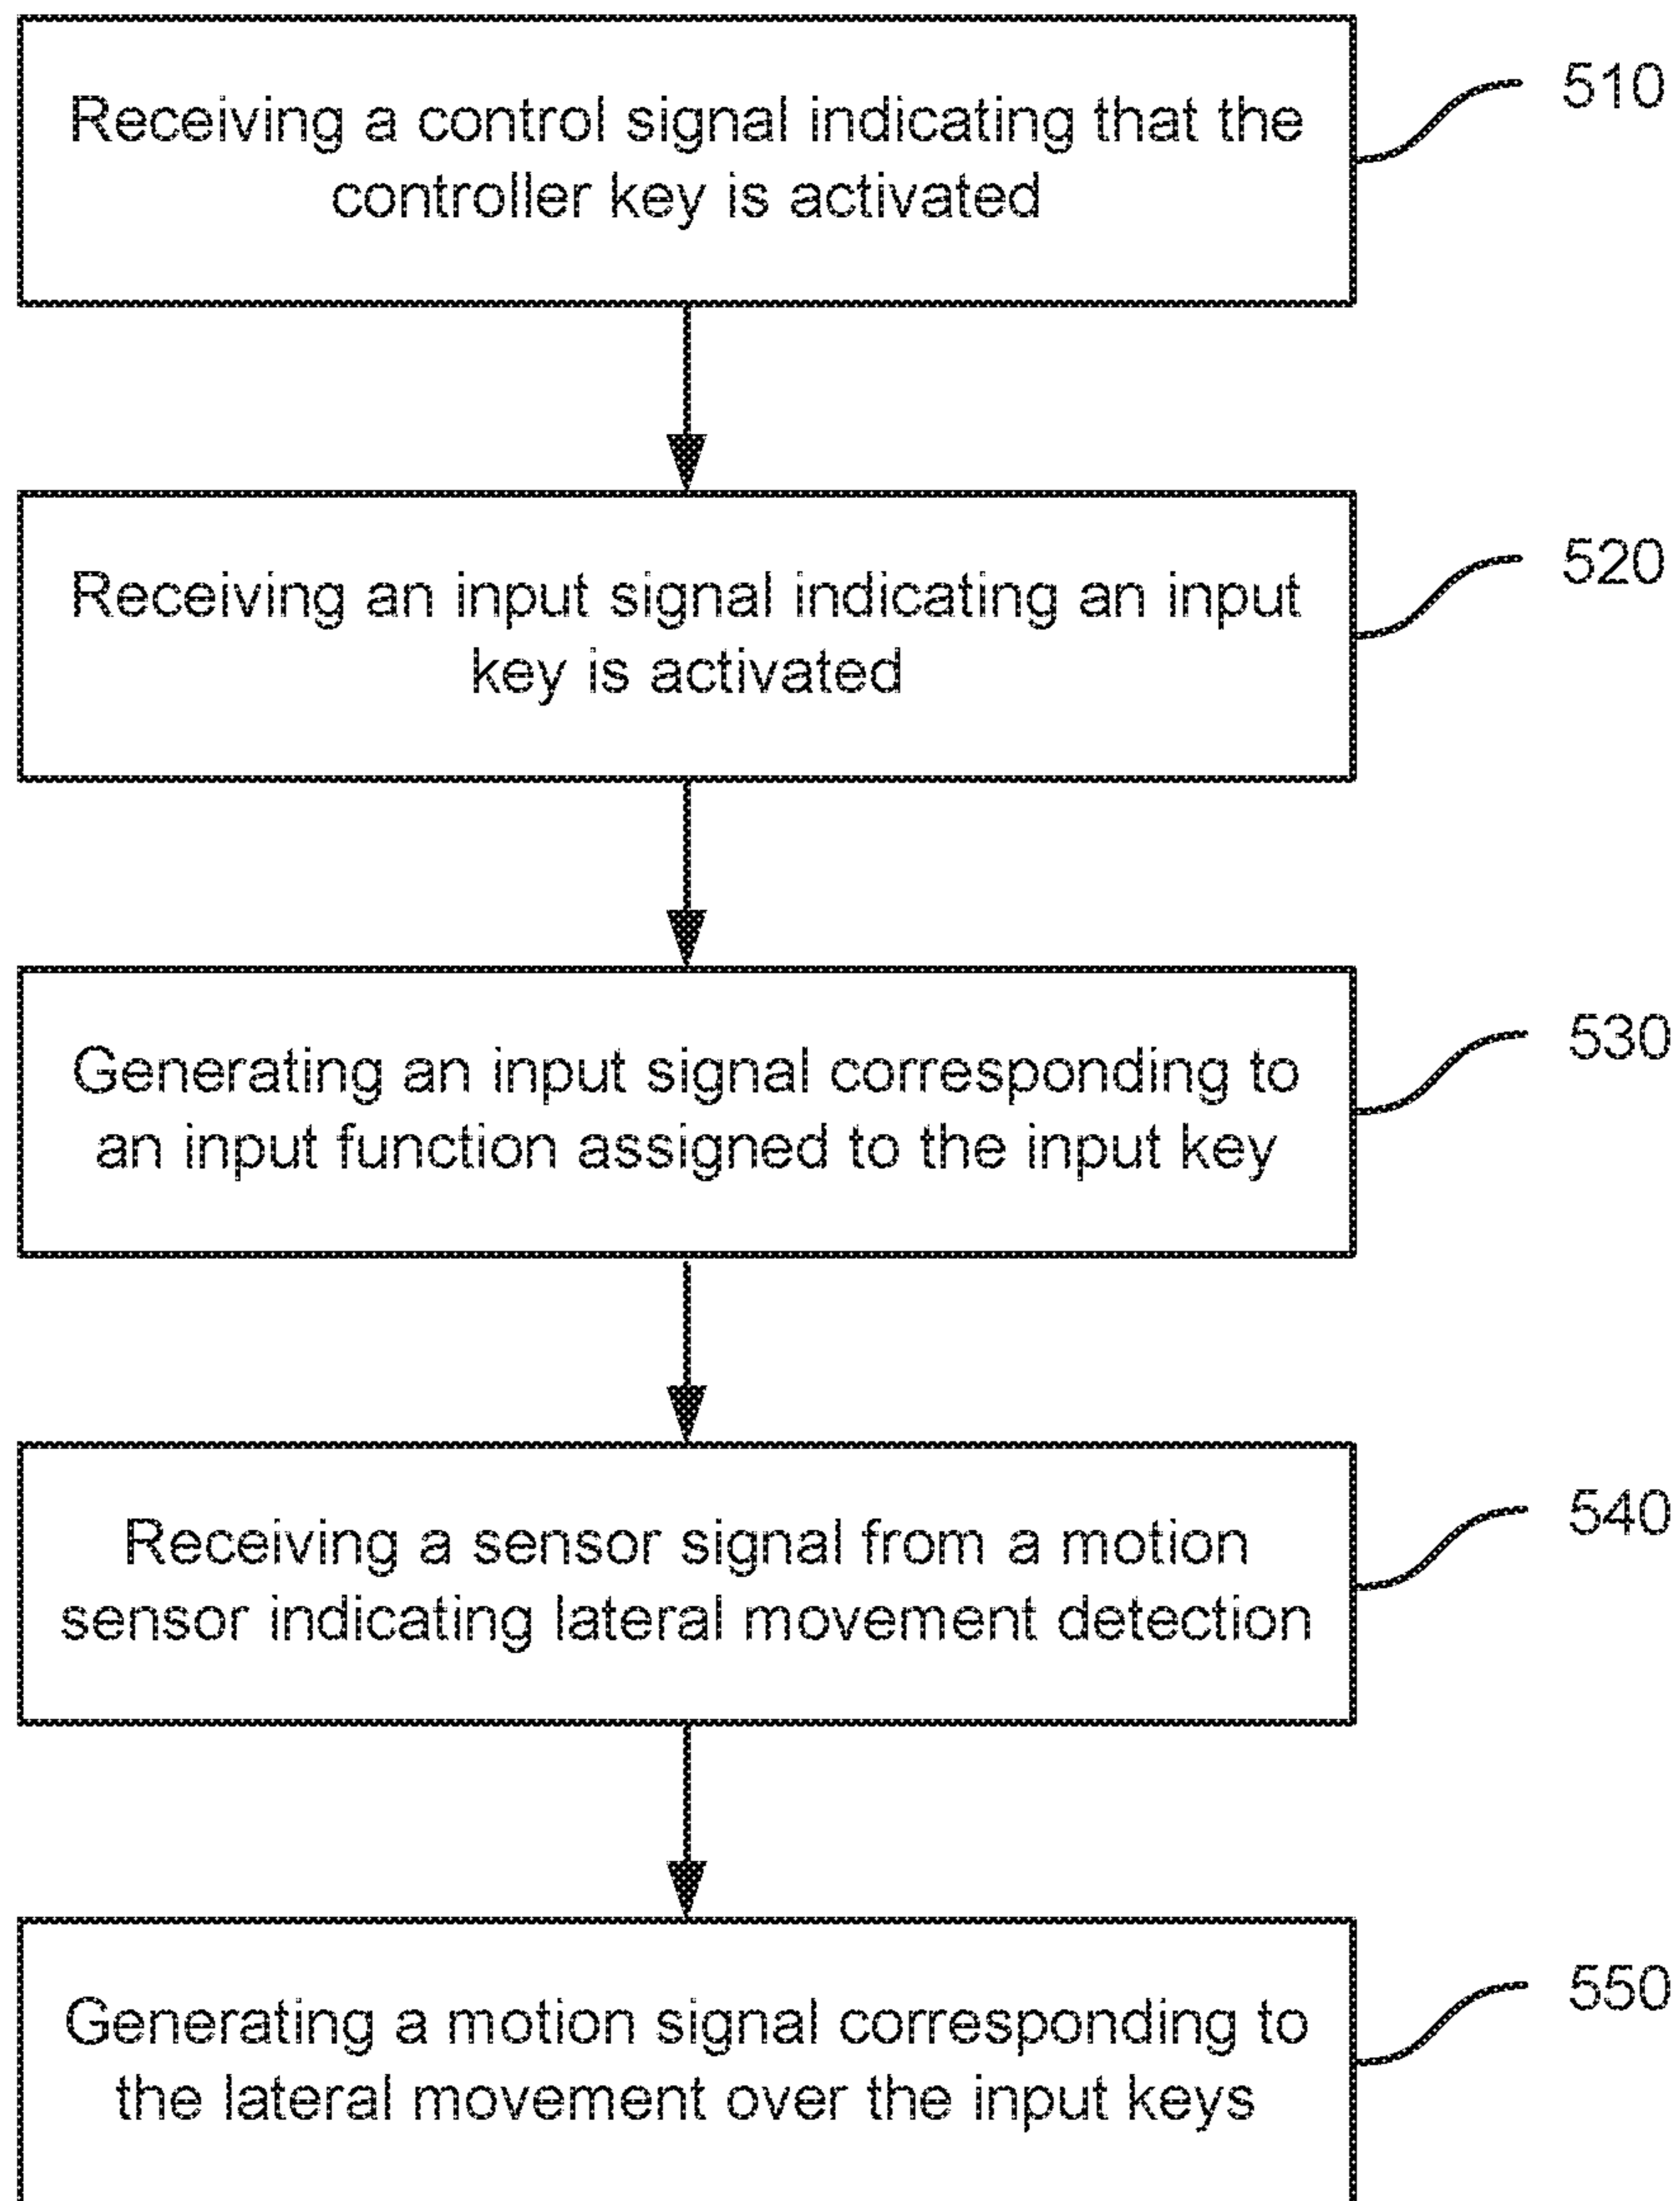 Receiving a control signal indicating that the
controller key is activated
510
Receiving an input signal indicating an input
key is activated
520
Generating an input signal corresponding to
an input function assigned to the input key
530
Receiving a sensor signal from a motion
sensor indicating lateral movement detection
540
Generating a motion signal corresponding to
the lateral movement over the input keys
550